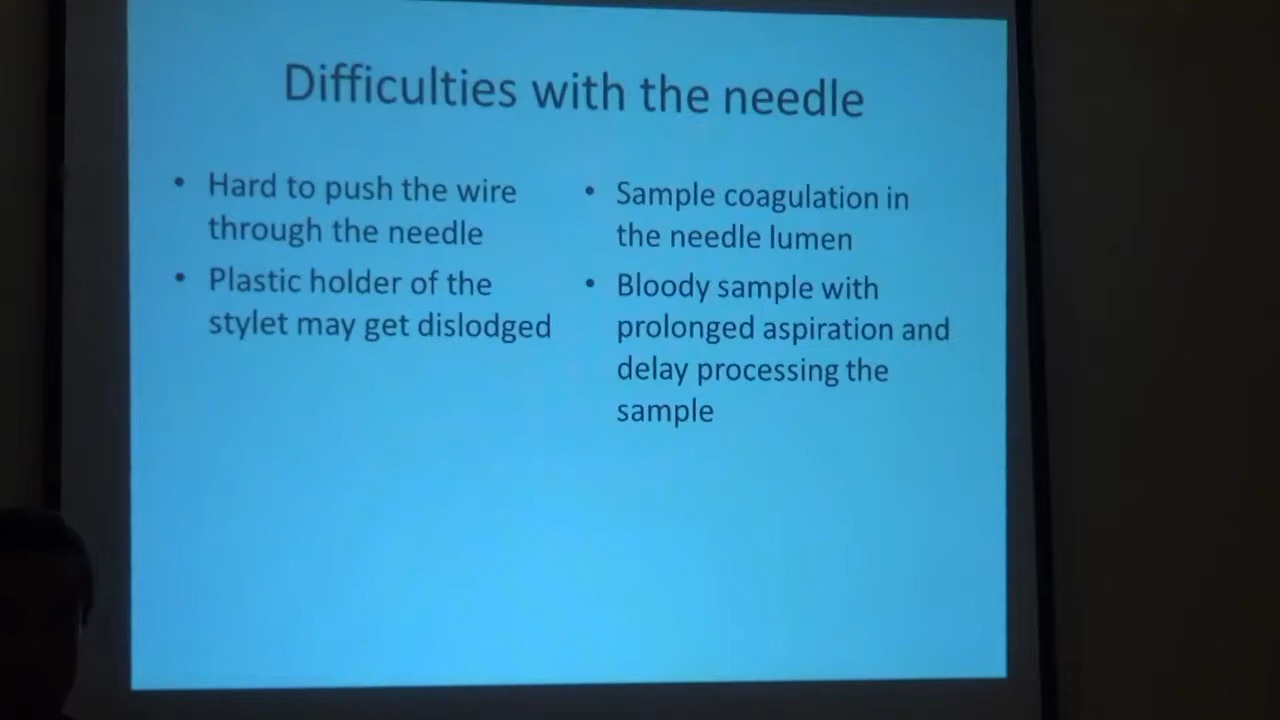 Difficulties with the needle
• Hard to push the wire
through the needle
• Plastic holder of the
stylet may get dislodged
• Sample coagulation in
the needle lumen
• Bloody sample with
prolonged aspiration and
delay processing the
sample